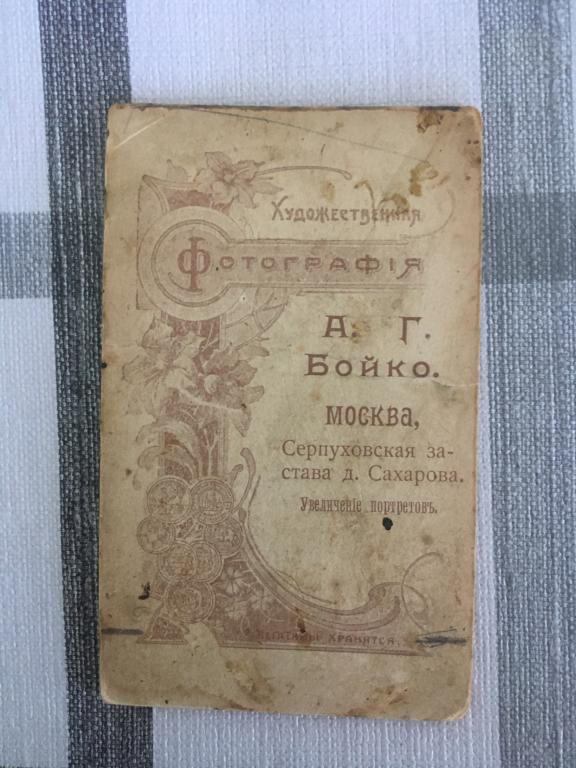 Художественная
Фотографія
А. Г.
Бойко.
МОСКВА,
Серпуховская за-
става д. Сахарова.
Увеличеніе портретовъ.
НЕГАТИВЫ ХРАНЯТСЯ.